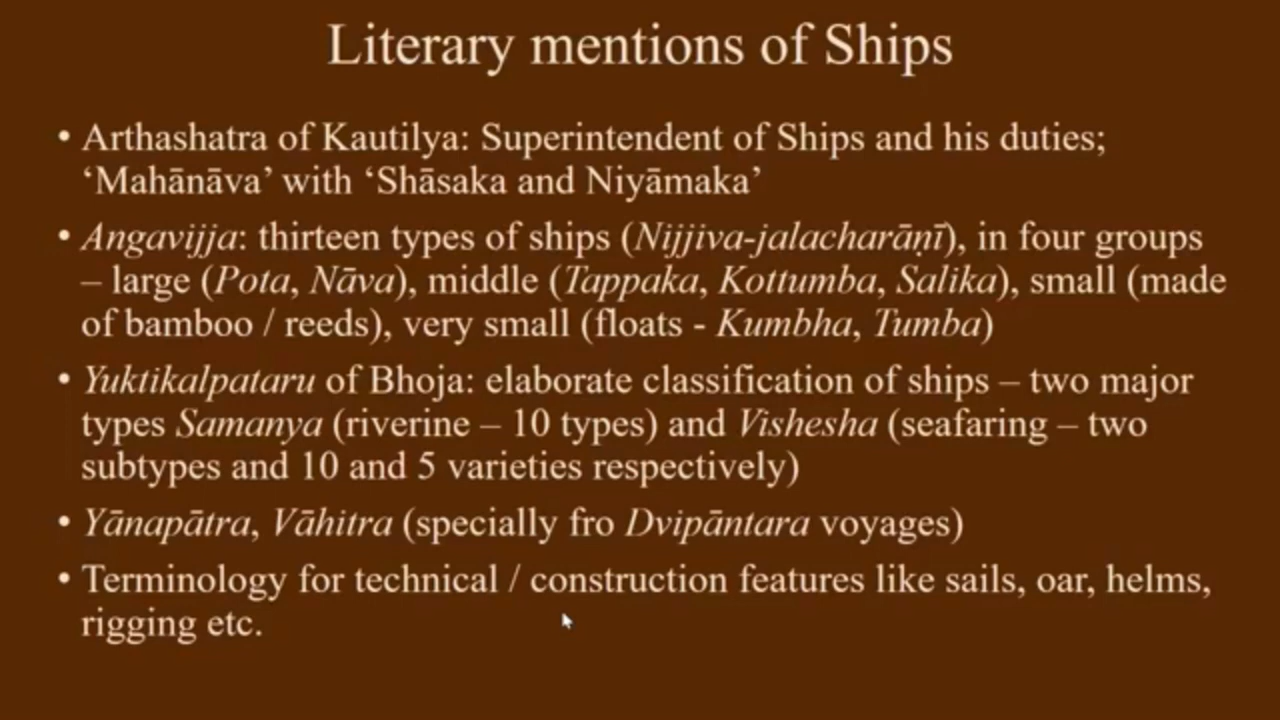 Literary mentions of Ships
• Arthashatra of Kautilya: Superintendent of Ships and his duties;
‘Mahānāva’ with ‘Shāsaka and Niyāmaka’
• Angavijja: thirteen types of ships (Nijjiva-jalacharāṇī), in four groups
– large (Pota, Nāva), middle (Tappaka, Kottumba, Salika), small (made
of bamboo / reeds), very small (floats - Kumbha, Tumba)
• Yuktikalpataru of Bhoja: elaborate classification of ships – two major
types Samanya (riverine – 10 types) and Vishesha (seafaring – two
subtypes and 10 and 5 varieties respectively)
• Yānapātra, Vāhitra (specially fro Dvipāntara voyages)
• Terminology for technical / construction features like sails, oar, helms,
rigging etc.